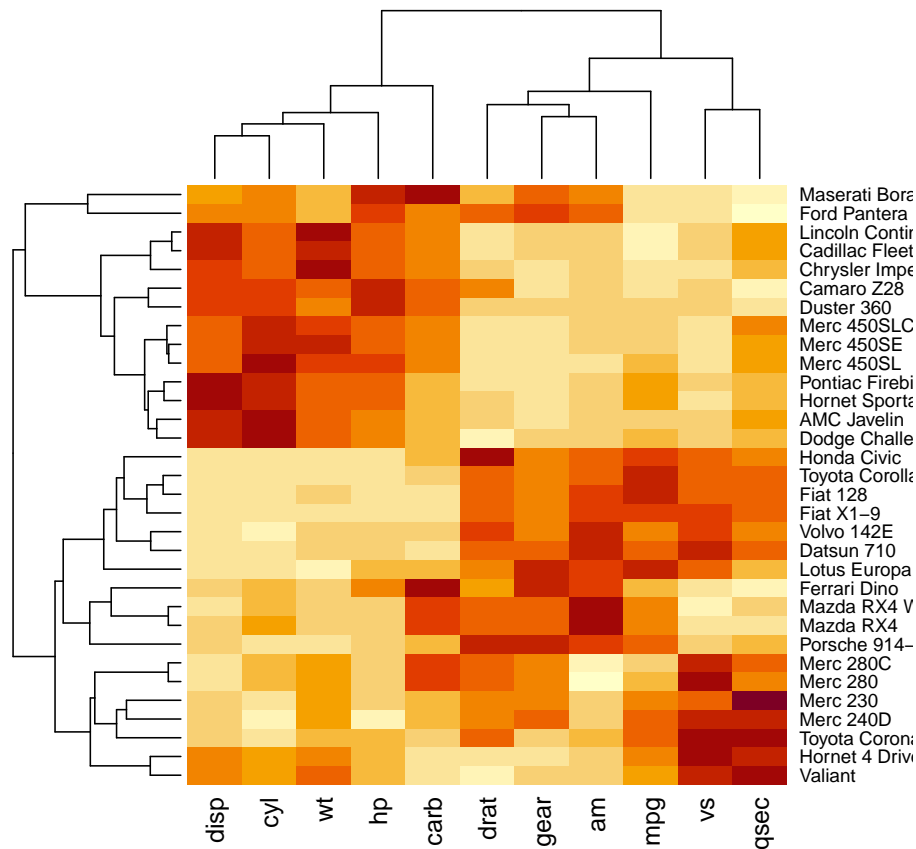 Maserati Bora
Ford Pantera
Lincoln Contin
Cadillac Fleet
Chrysler Impe
Camaro Z28
Duster 360
Merc 450SLC
Merc 450SE
Merc 450SL
Pontiac Firebi
Hornet Sporta
AMC Javelin
Dodge Challe
Honda Civic
Toyota Corolla
Fiat 128
Fiat X1−9
Volvo 142E
Datsun 710
Lotus Europa
Ferrari Dino
Mazda RX4 W
Mazda RX4
Porsche 914−
Merc 280C
Merc 280
Merc 230
Merc 240D
Toyota Corona
Hornet 4 Drive
Valiant
disp cyl wt hp carb drat gear am mpg vs qsec